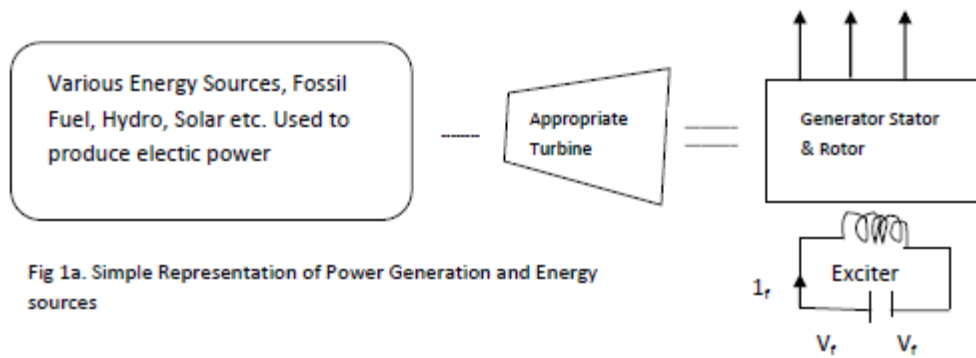 Various Energy Sources, Fossil
Fuel, Hydro, Solar etc. Used to
produce electic power
Appropriate
Turbine
Generator Stator
& Rotor
Fig 1a. Simple Representation of Power Generation and Energy
sources
Exciter
1f
Vf Vf